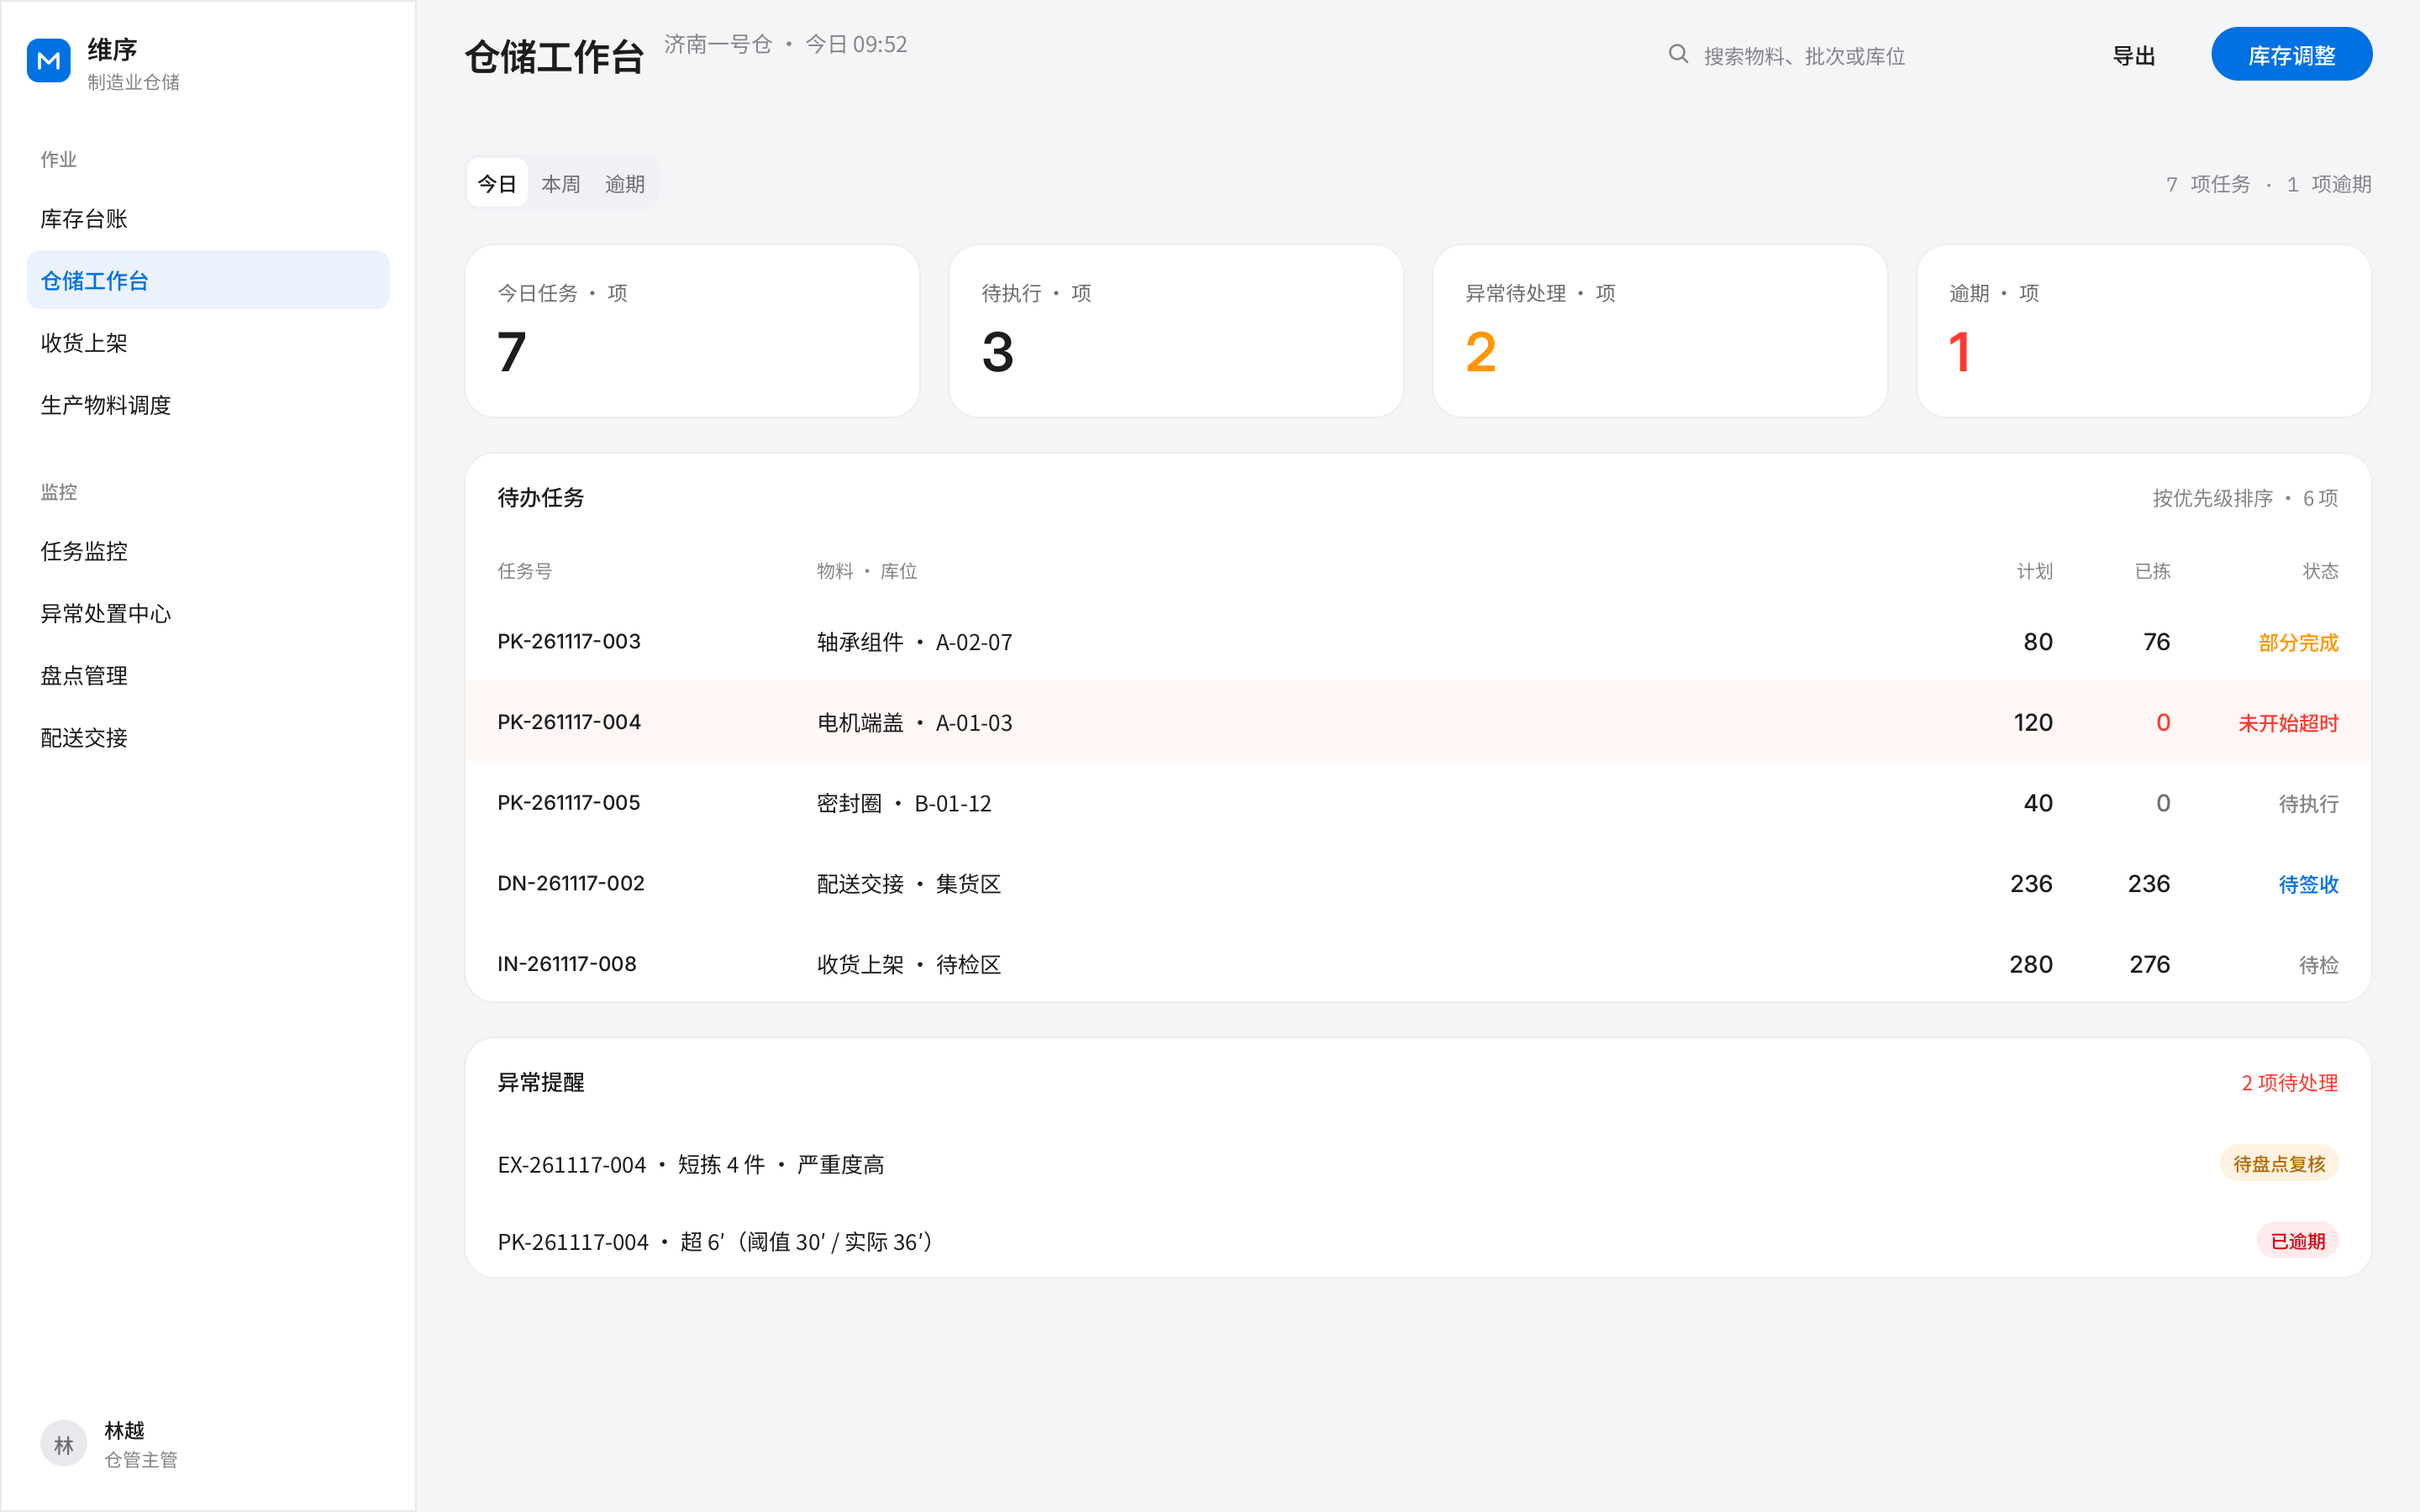 维序
制造业仓储
作业
库存台账
仓储工作台
收货上架
生产物料调度
监控
任务监控
异常处置中心
盘点管理
配送交接
林
林越
仓管主管
仓储工作台 济南一号仓 · 今日 09:52
搜索物料、批次或库位
导出
库存调整
今日 本周 逾期
7 项任务 · 1 项逾期
今日任务 · 项
7
待执行 · 项
3
异常待处理 · 项
2
逾期 · 项
1
待办任务 按优先级排序 · 6 项
任务号 物料 · 库位 计划 已拣 状态
PK-261117-003 轴承组件 · A-02-07 80 76 部分完成
PK-261117-004 电机端盖 · A-01-03 120 0 未开始超时
PK-261117-005 密封圈 · B-01-12 40 0 待执行
DN-261117-002 配送交接 · 集货区 236 236 待签收
IN-261117-008 收货上架 · 待检区 280 276 待检
异常提醒 2 项待处理
EX-261117-004 · 短拣 4 件 · 严重度高 待盘点复核
PK-261117-004 · 超 6′（阈值 30′ / 实际 36′） 已逾期